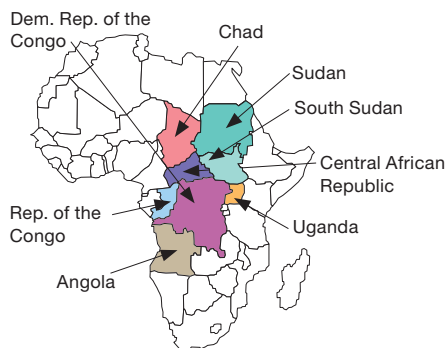 Dem. Rep. of the
Congo
Chad
Sudan
South Sudan
Central African
Republic
Rep. of the
Congo
Uganda
Angola